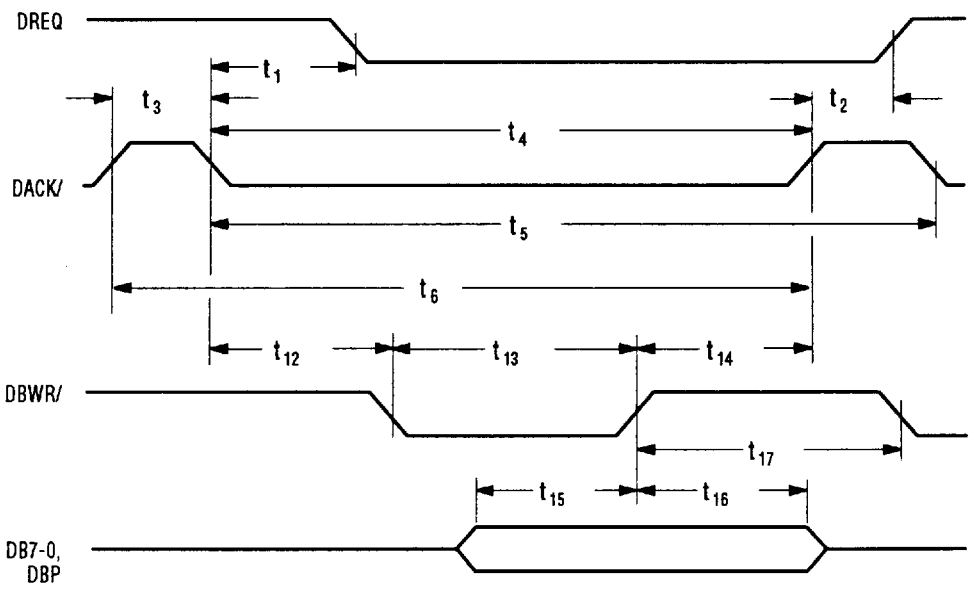 DREQ
t1
t3
t2
t4
DACK/
t5
t6
t12
t13
t14
DBWR/
t17
t15
t16
DB7-0,
DBP